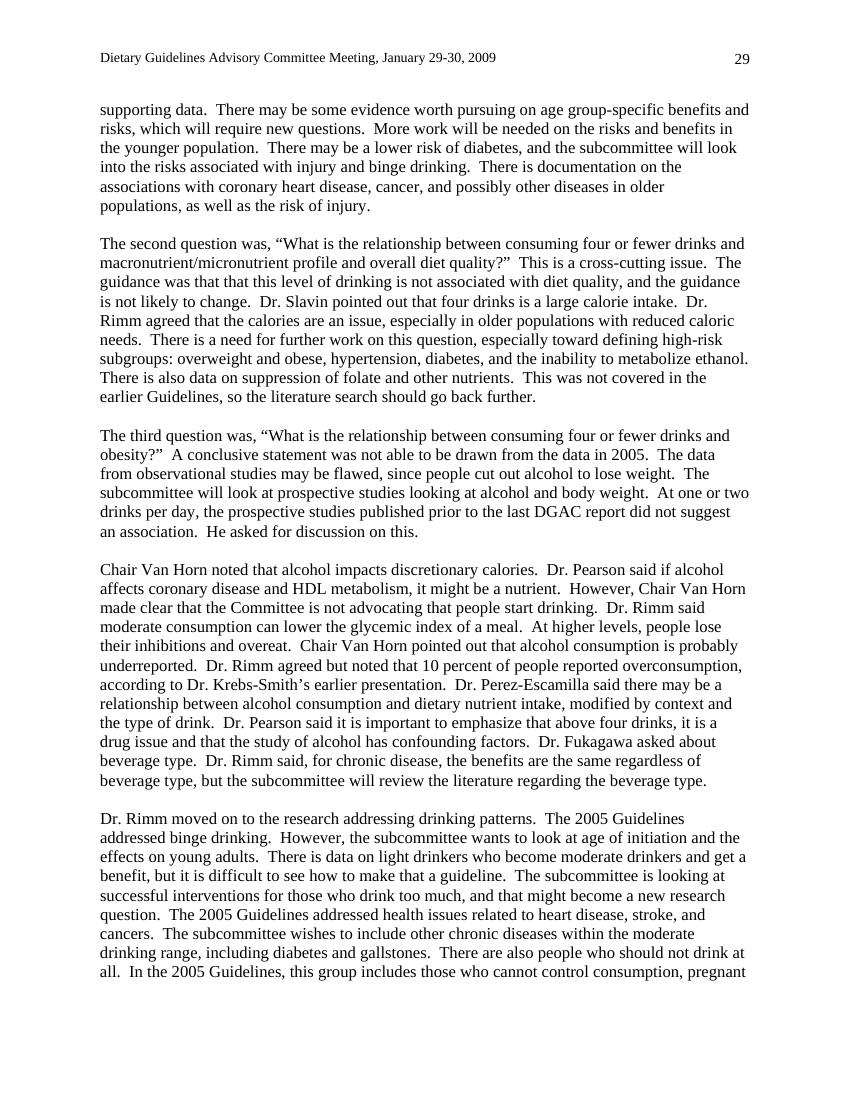 Dietary Guidelines Advisory Committee Meeting, January 29-30, 2009 29
supporting data.  There may be some evidence worth pursuing on age group-specific benefits and
risks, which will require new questions.  More work will be needed on the risks and benefits in
the younger population.  There may be a lower risk of diabetes, and the subcommittee will look
into the risks associated with injury and binge drinking.  There is documentation on the
associations with coronary heart disease, cancer, and possibly other diseases in older
populations, as well as the risk of injury.
The second question was, “What is the relationship between consuming four or fewer drinks and
macronutrient/micronutrient profile and overall diet quality?”  This is a cross-cutting issue.  The
guidance was that that this level of drinking is not associated with diet quality, and the guidance
is not likely to change.  Dr. Slavin pointed out that four drinks is a large calorie intake.  Dr.
Rimm agreed that the calories are an issue, especially in older populations with reduced caloric
needs.  There is a need for further work on this question, especially toward defining high-risk
subgroups: overweight and obese, hypertension, diabetes, and the inability to metabolize ethanol.
There is also data on suppression of folate and other nutrients.  This was not covered in the
earlier Guidelines, so the literature search should go back further.
The third question was, “What is the relationship between consuming four or fewer drinks and
obesity?”  A conclusive statement was not able to be drawn from the data in 2005.  The data
from observational studies may be flawed, since people cut out alcohol to lose weight.  The
subcommittee will look at prospective studies looking at alcohol and body weight.  At one or two
drinks per day, the prospective studies published prior to the last DGAC report did not suggest
an association.  He asked for discussion on this.
Chair Van Horn noted that alcohol impacts discretionary calories.  Dr. Pearson said if alcohol
affects coronary disease and HDL metabolism, it might be a nutrient.  However, Chair Van Horn
made clear that the Committee is not advocating that people start drinking.  Dr. Rimm said
moderate consumption can lower the glycemic index of a meal.  At higher levels, people lose
their inhibitions and overeat.  Chair Van Horn pointed out that alcohol consumption is probably
underreported.  Dr. Rimm agreed but noted that 10 percent of people reported overconsumption,
according to Dr. Krebs-Smith’s earlier presentation.  Dr. Perez-Escamilla said there may be a
relationship between alcohol consumption and dietary nutrient intake, modified by context and
the type of drink.  Dr. Pearson said it is important to emphasize that above four drinks, it is a
drug issue and that the study of alcohol has confounding factors.  Dr. Fukagawa asked about
beverage type.  Dr. Rimm said, for chronic disease, the benefits are the same regardless of
beverage type, but the subcommittee will review the literature regarding the beverage type.
Dr. Rimm moved on to the research addressing drinking patterns.  The 2005 Guidelines
addressed binge drinking.  However, the subcommittee wants to look at age of initiation and the
effects on young adults.  There is data on light drinkers who become moderate drinkers and get a
benefit, but it is difficult to see how to make that a guideline.  The subcommittee is looking at
successful interventions for those who drink too much, and that might become a new research
question.  The 2005 Guidelines addressed health issues related to heart disease, stroke, and
cancers.  The subcommittee wishes to include other chronic diseases within the moderate
drinking range, including diabetes and gallstones.  There are also people who should not drink at
all.  In the 2005 Guidelines, this group includes those who cannot control consumption, pregnant